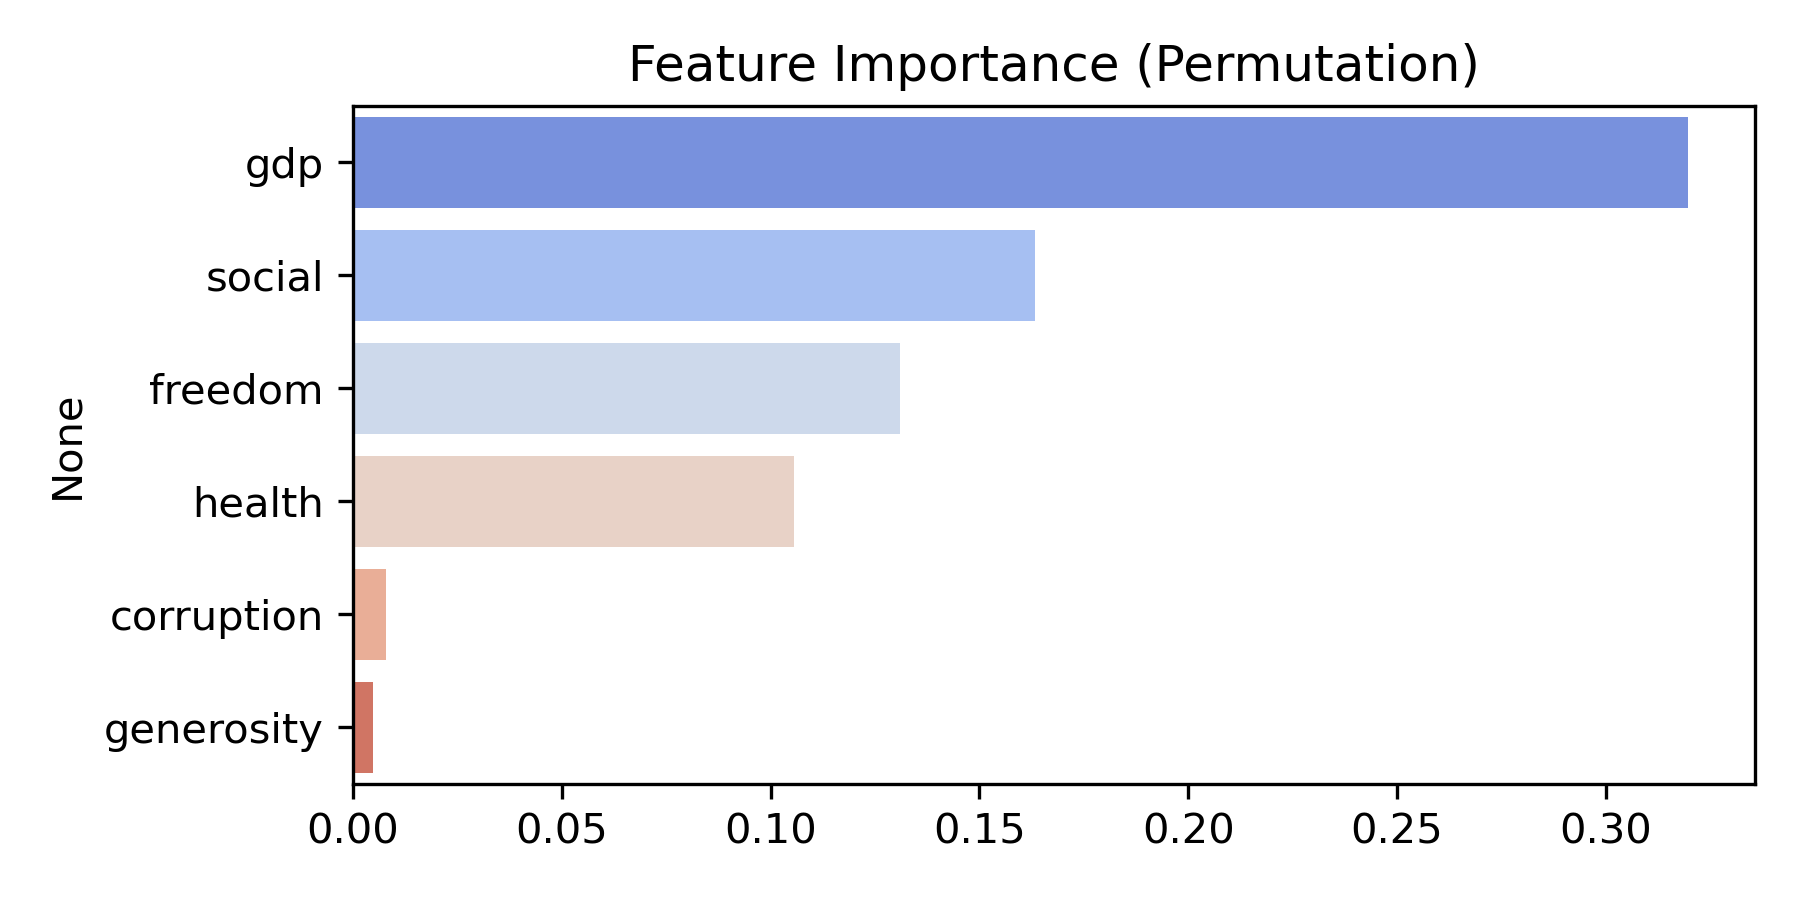 Feature Importance (Permutation)
None
gdp
social
freedom
health
corruption
generosity
0.00 0.05 0.10 0.15 0.20 0.25 0.30